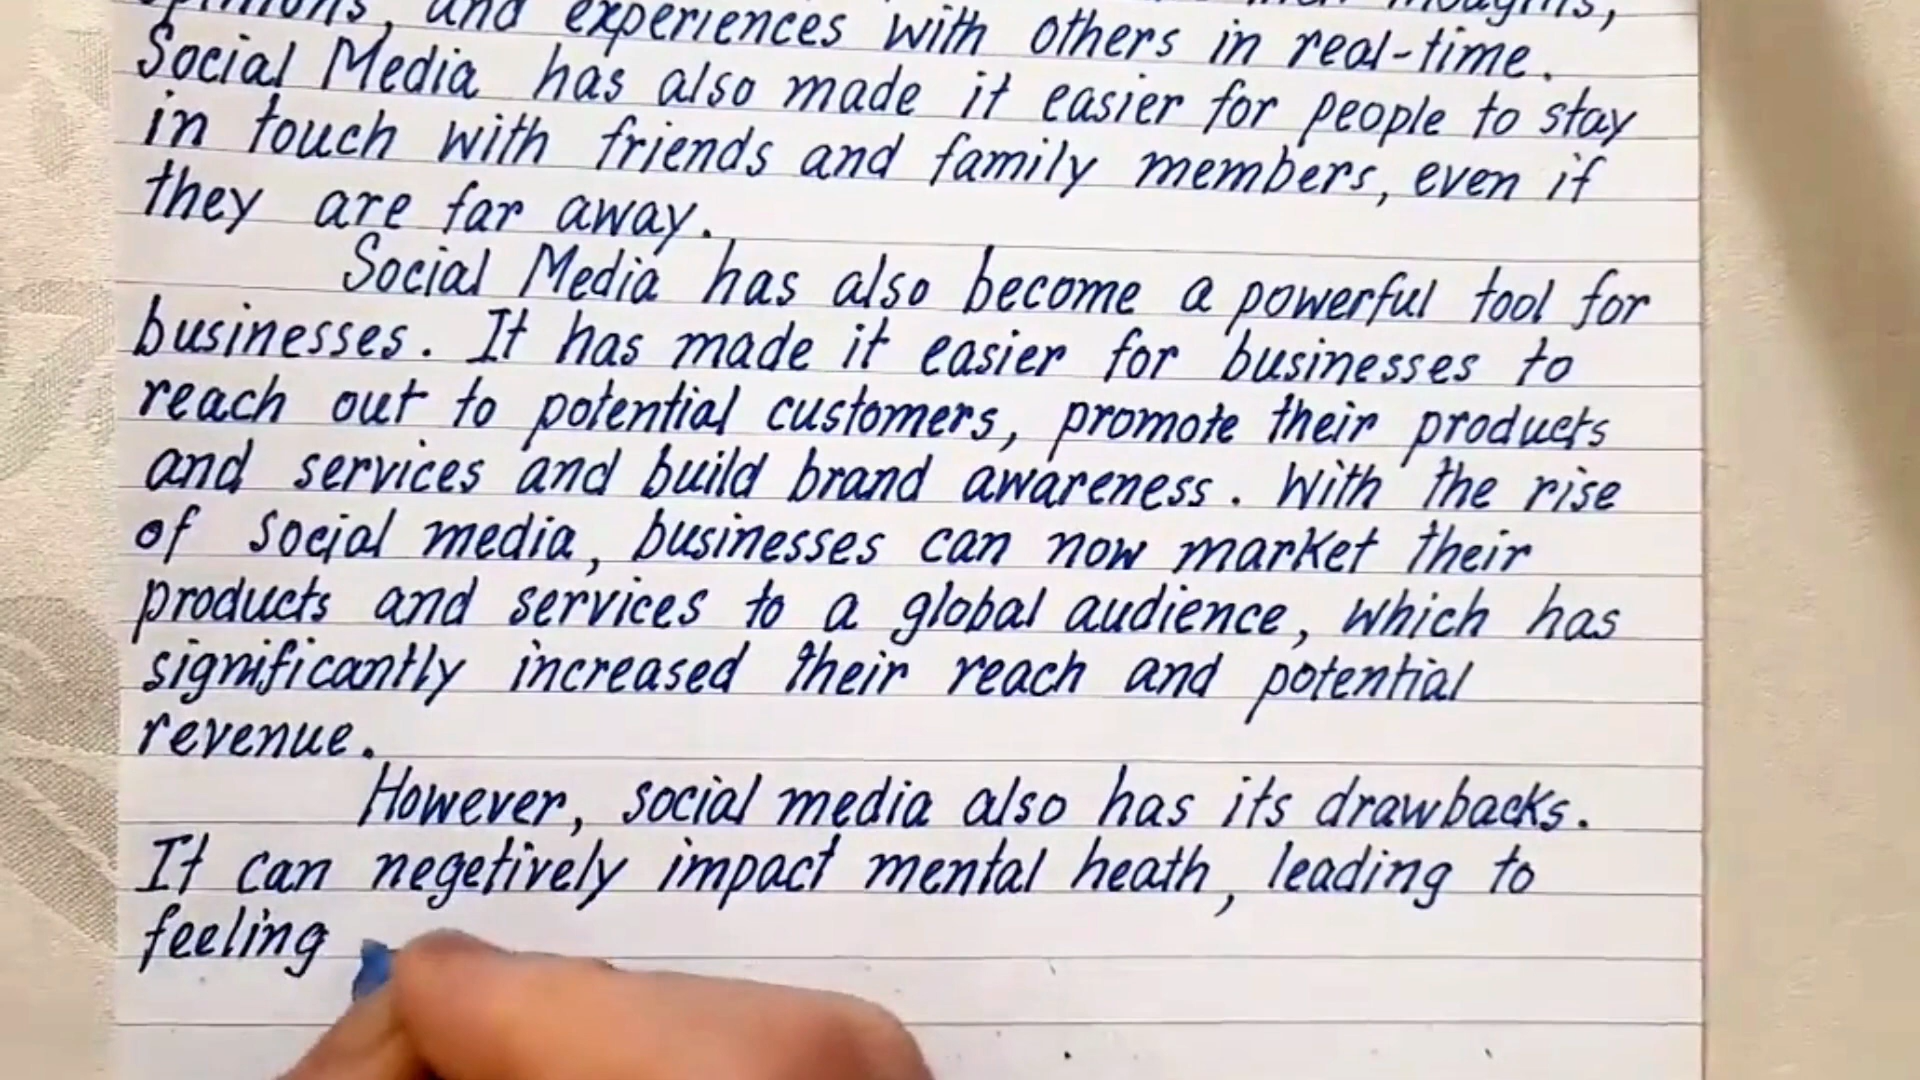 opinions, and experiences with others in real-time.
Social Media has also made it easier for people to stay
in touch with friends and family members, even if
they are far away.
Social Media has also become a powerful tool for
businesses. It has made it easier for businesses to
reach out to potential customers, promote their products
and services and build brand awareness. With the rise
of social media, businesses can now market their
products and services to a global audience, which has
significantly increased their reach and potential
revenue.
However, social media also has its drawbacks.
It can negetively impact mental heath, leading to
feeling